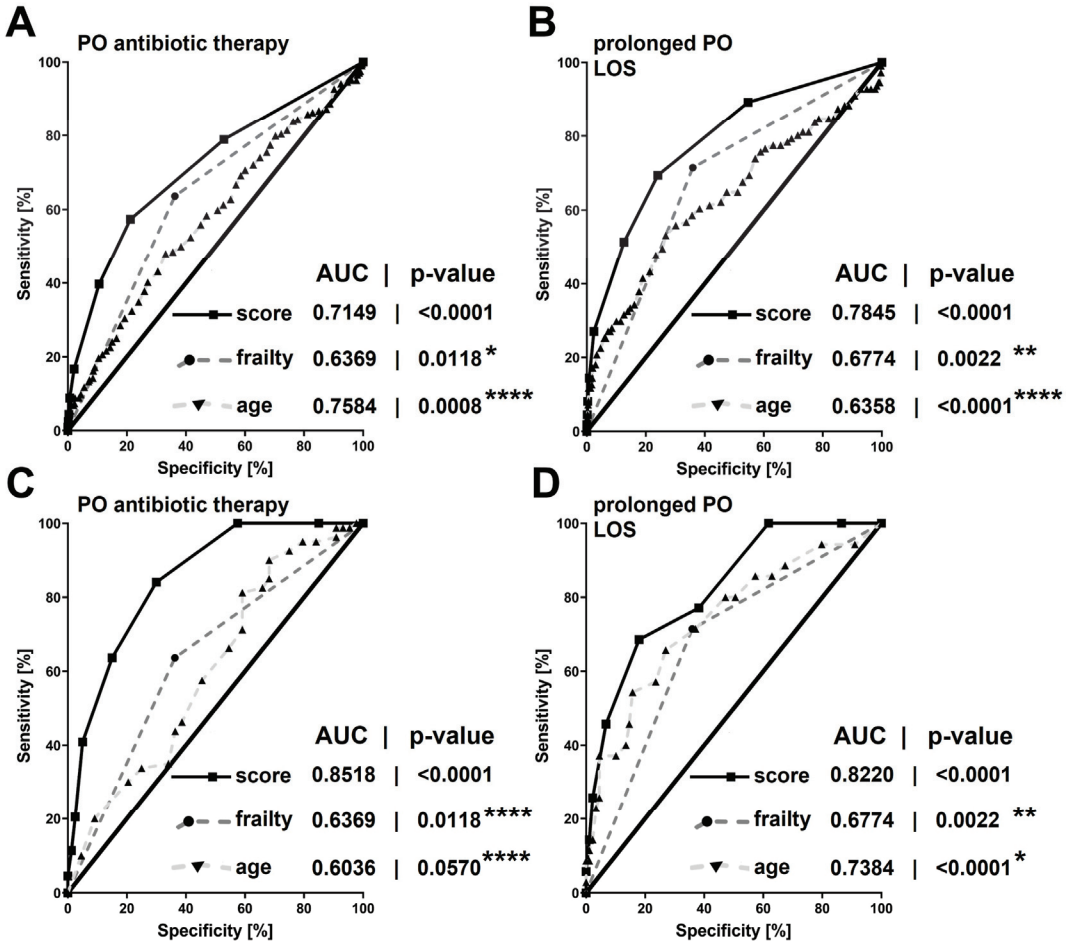 A
PO antibiotic therapy
100
80
60
40
20
0
Sensitivity [%]
0 20 40 60 80 100
Specificity [%]
AUC | p-value
score 0.7149 | <0.0001
frailty 0.6369 | 0.0118 *
age 0.7584 | 0.0008 ****
B
prolonged PO
LOS
100
80
60
40
20
0
Sensitivity [%]
0 20 40 60 80 100
Specificity [%]
AUC | p-value
score 0.7845 | <0.0001
frailty 0.6774 | 0.0022 **
age 0.6358 | <0.0001 ****
C
PO antibiotic therapy
100
80
60
40
20
0
Sensitivity [%]
0 20 40 60 80 100
Specificity [%]
AUC | p-value
score 0.8518 | <0.0001
frailty 0.6369 | 0.0118 ****
age 0.6036 | 0.0570 ****
D
prolonged PO
LOS
100
80
60
40
20
0
Sensitivity [%]
0 20 40 60 80 100
Specificity [%]
AUC | p-value
score 0.8220 | <0.0001
frailty 0.6774 | 0.0022 **
age 0.7384 | <0.0001 *